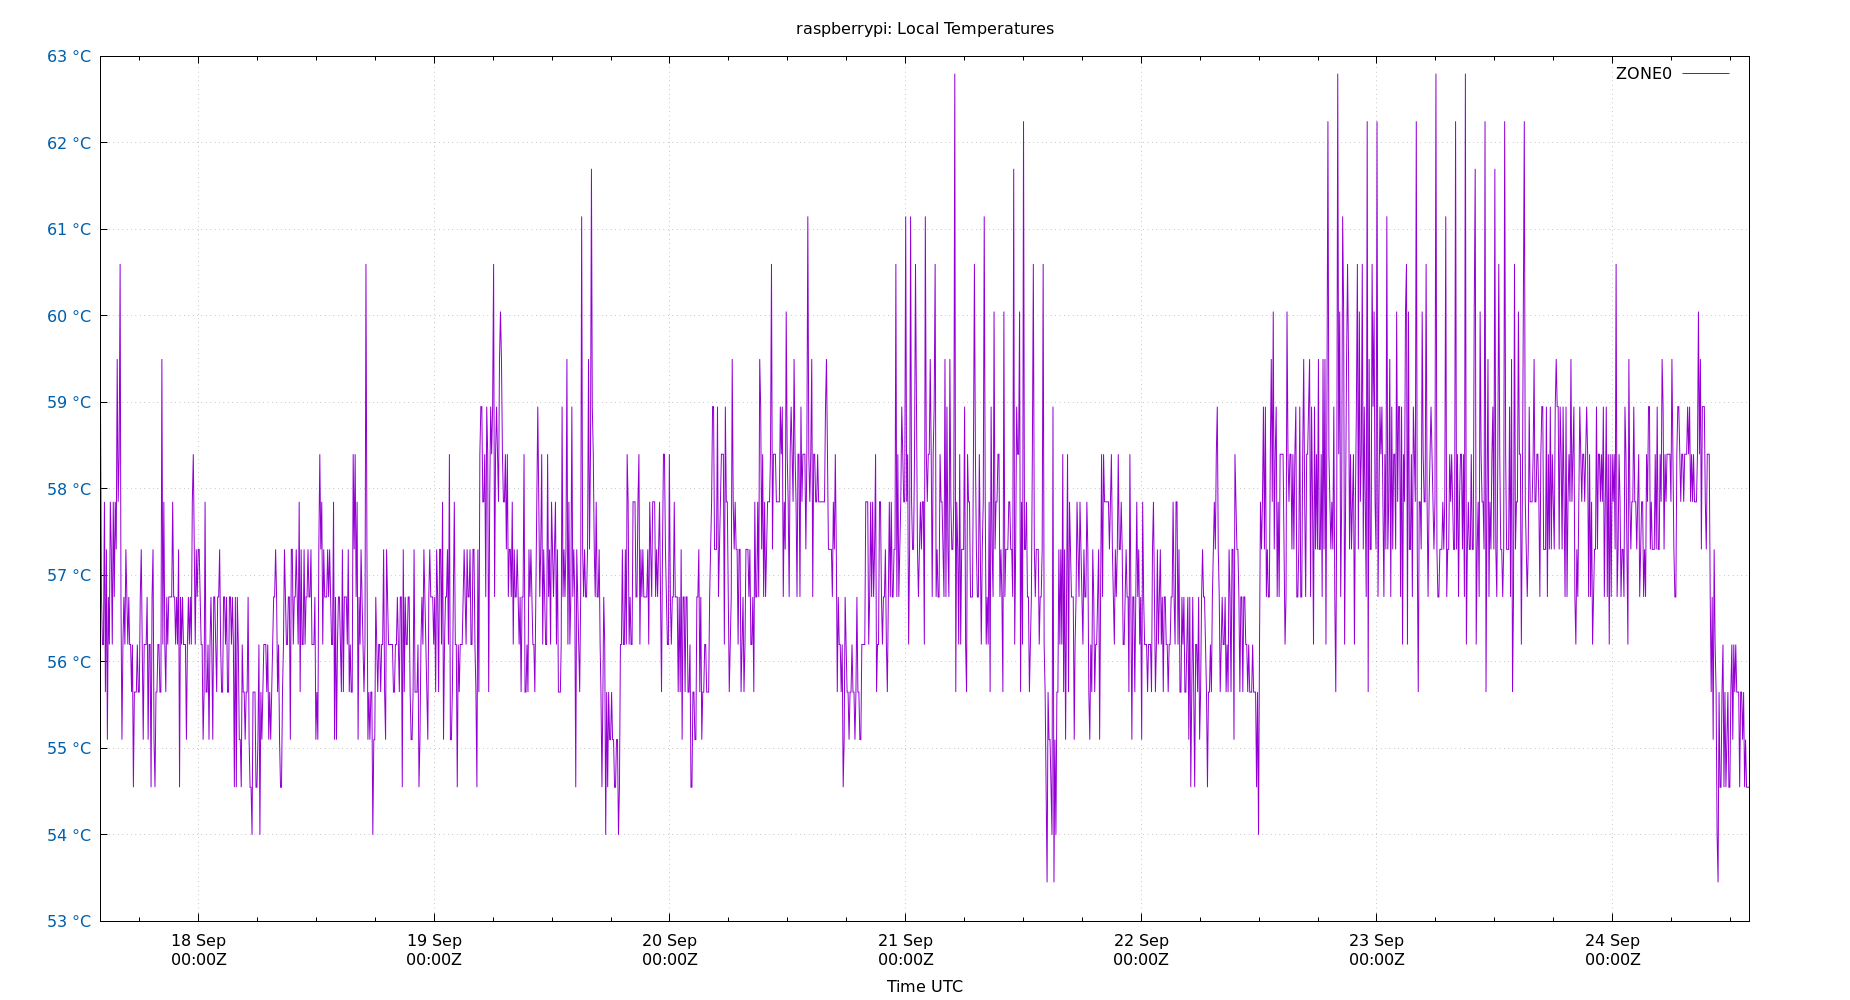 raspberrypi: Local Temperatures
63 °C
ZONE0
62 °C
61 °C
60 °C
59 °C
58 °C
57 °C
56 °C
55 °C
54 °C
53 °C
18 Sep 19 Sep 20 Sep 21 Sep 22 Sep 23 Sep 24 Sep
00:00Z 00:00Z 00:00Z 00:00Z 00:00Z 00:00Z 00:00Z
Time UTC